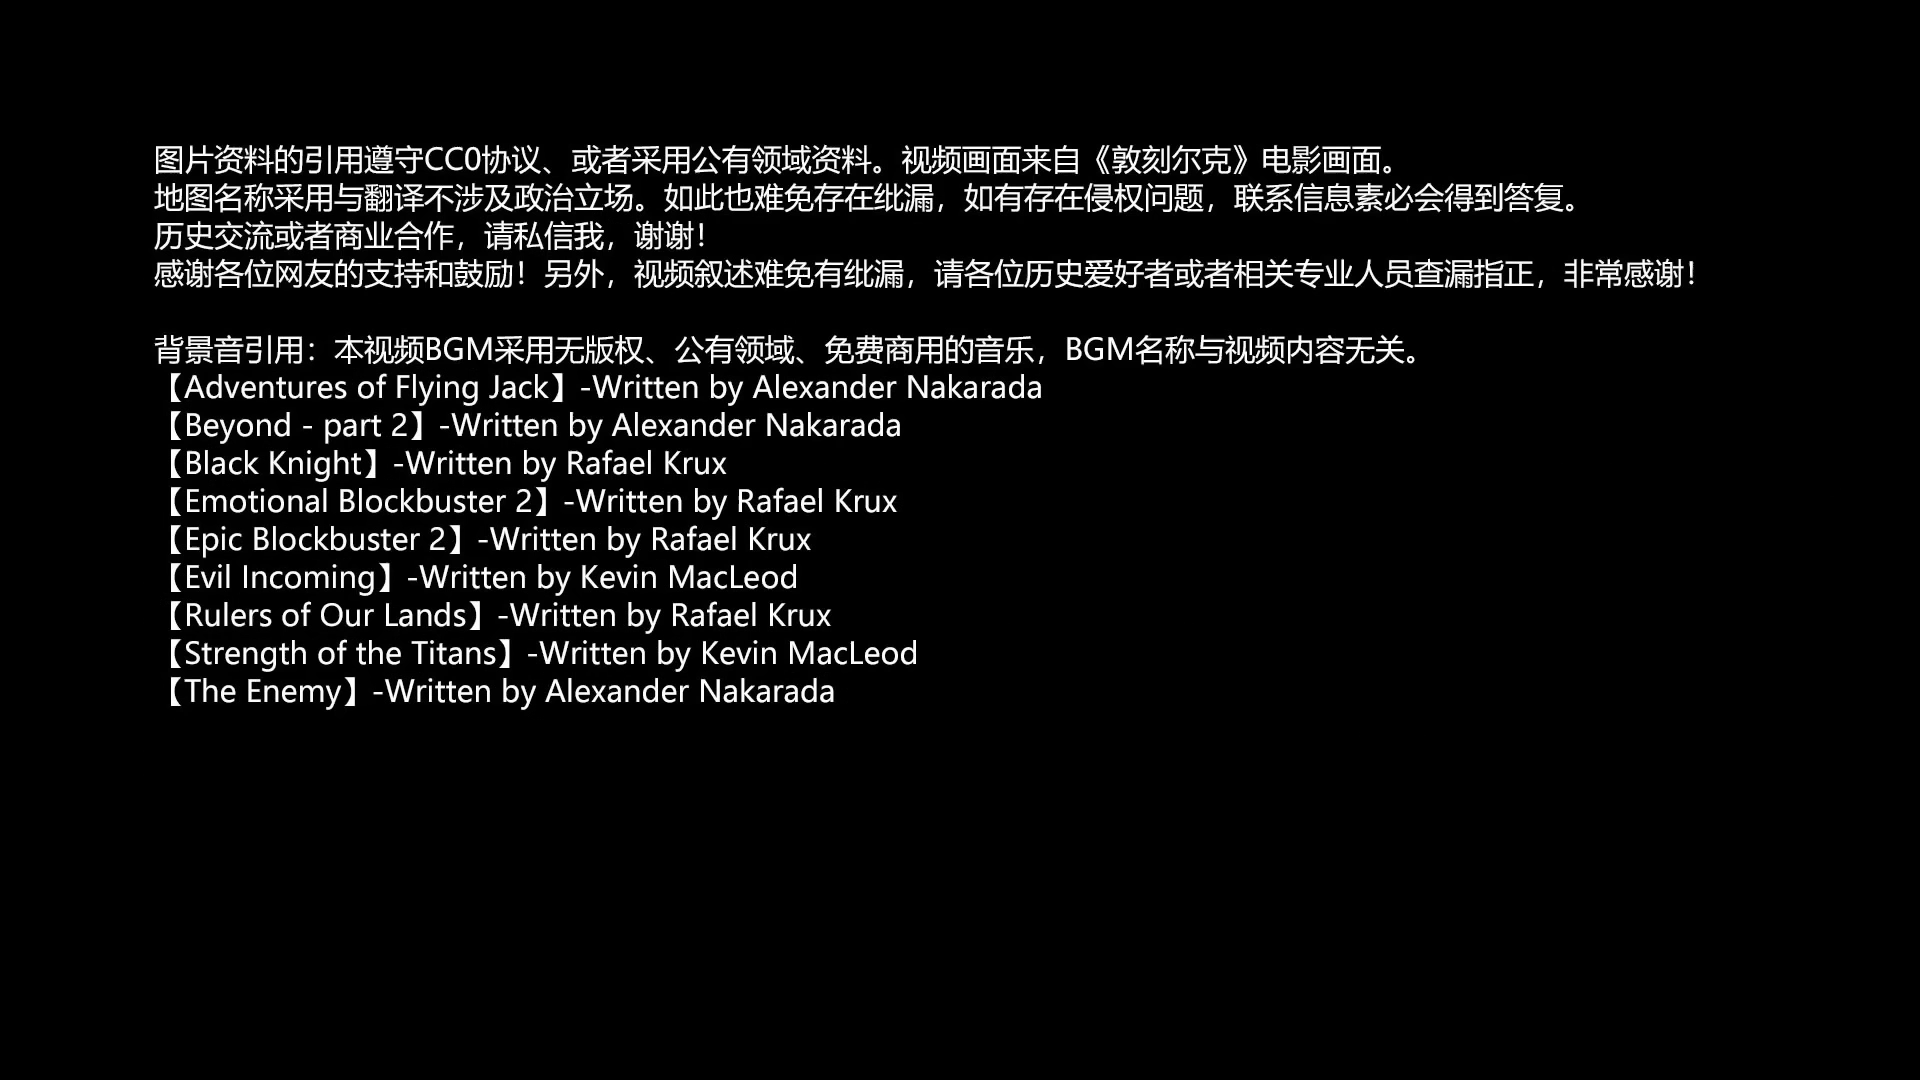 图片资料的引用遵守CC0协议、或者采用公有领域资料。视频画面来自《敦刻尔克》电影画面。
地图名称采用与翻译不涉及政治立场。如此也难免存在纰漏，如有存在侵权问题，联系信息素必会得到答复。
历史交流或者商业合作，请私信我，谢谢！
感谢各位网友的支持和鼓励！另外，视频叙述难免有纰漏，请各位历史爱好者或者相关专业人员查漏指正，非常感谢！
背景音引用：本视频BGM采用无版权、公有领域、免费商用的音乐，BGM名称与视频内容无关。
【Adventures of Flying Jack】-Written by Alexander Nakarada
【Beyond - part 2】-Written by Alexander Nakarada
【Black Knight】-Written by Rafael Krux
【Emotional Blockbuster 2】-Written by Rafael Krux
【Epic Blockbuster 2】-Written by Rafael Krux
【Evil Incoming】-Written by Kevin MacLeod
【Rulers of Our Lands】-Written by Rafael Krux
【Strength of the Titans】-Written by Kevin MacLeod
【The Enemy】-Written by Alexander Nakarada